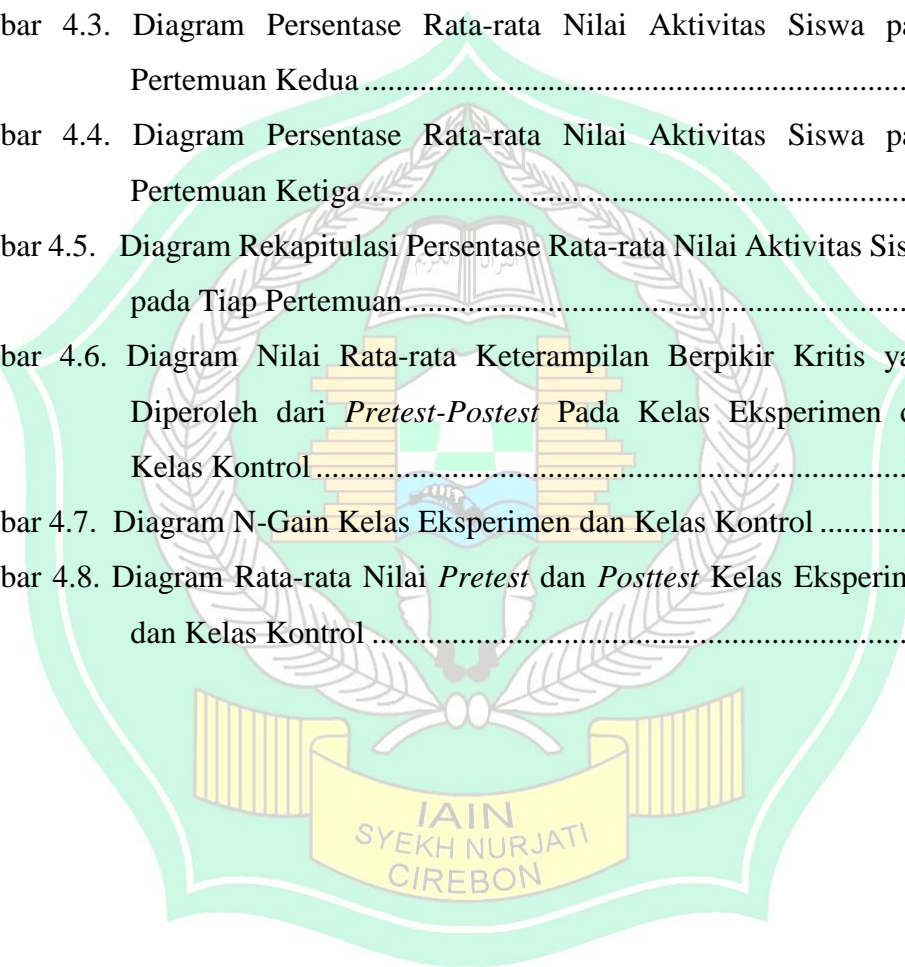 bar 4.3. Diagram Persentase Rata-rata Nilai Aktivitas Siswa pa
Pertemuan Kedua ......................................................................
bar 4.4. Diagram Persentase Rata-rata Nilai Aktivitas Siswa pa
Pertemuan Ketiga ......................................................................
bar 4.5. Diagram Rekapitulasi Persentase Rata-rata Nilai Aktivitas Sis
pada Tiap Pertemuan .................................................................
bar 4.6. Diagram Nilai Rata-rata Keterampilan Berpikir Kritis ya
Diperoleh dari Pretest-Postest Pada Kelas Eksperimen d
Kelas Kontrol ............................................................................
bar 4.7. Diagram N-Gain Kelas Eksperimen dan Kelas Kontrol ............
bar 4.8. Diagram Rata-rata Nilai Pretest dan Posttest Kelas Eksperim
dan Kelas Kontrol .....................................................................
IAIN
SYEKH NURJATI
CIREBON